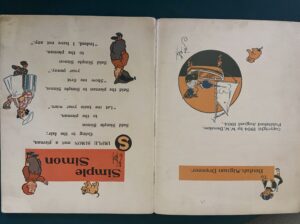 Beulah
Copyright 1904 W. W. Denslow
Published August 1904
Simple
Simon
SIMPLE SIMON met a pieman,
Going to the fair;
Said Simple Simon
to the pieman,
"Let me taste your ware."
Said the pieman to Simple Simon,
"Show me first your penny,"
Said Simple Simon
to the pieman,
"Indeed, I have not any."